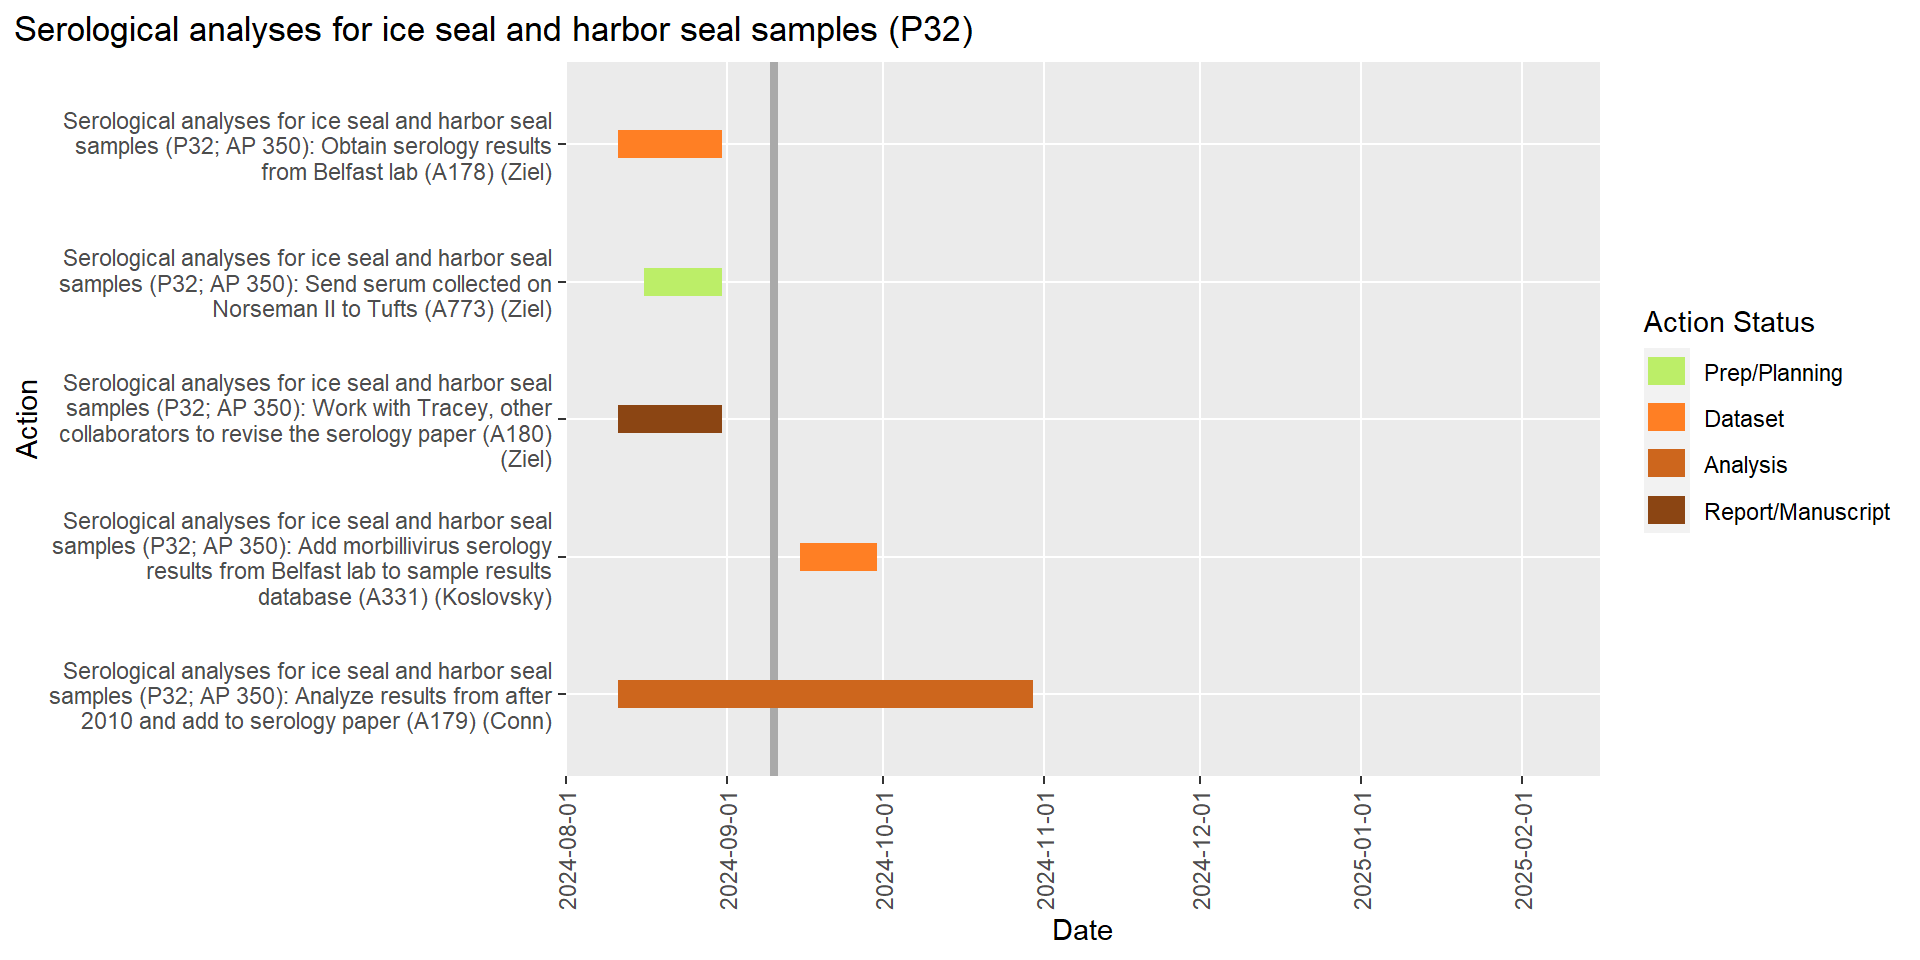 Serological analyses for ice seal and harbor seal samples (P32)
Action
Serological analyses for ice seal and harbor seal
samples (P32; AP 350): Obtain serology results
from Belfast lab (A178) (Ziel)
Serological analyses for ice seal and harbor seal
samples (P32; AP 350): Send serum collected on
Norseman II to Tufts (A773) (Ziel)
Serological analyses for ice seal and harbor seal
samples (P32; AP 350): Work with Tracey, other
collaborators to revise the serology paper (A180)
(Ziel)
Serological analyses for ice seal and harbor seal
samples (P32; AP 350): Add morbillivirus serology
results from Belfast lab to sample results
database (A331) (Koslovsky)
Serological analyses for ice seal and harbor seal
samples (P32; AP 350): Analyze results from after
2010 and add to serology paper (A179) (Conn)
2024-08-01
2024-09-01
2024-10-01
2024-11-01
2024-12-01
2025-01-01
2025-02-01
Date
Action Status
Prep/Planning
Dataset
Analysis
Report/Manuscript